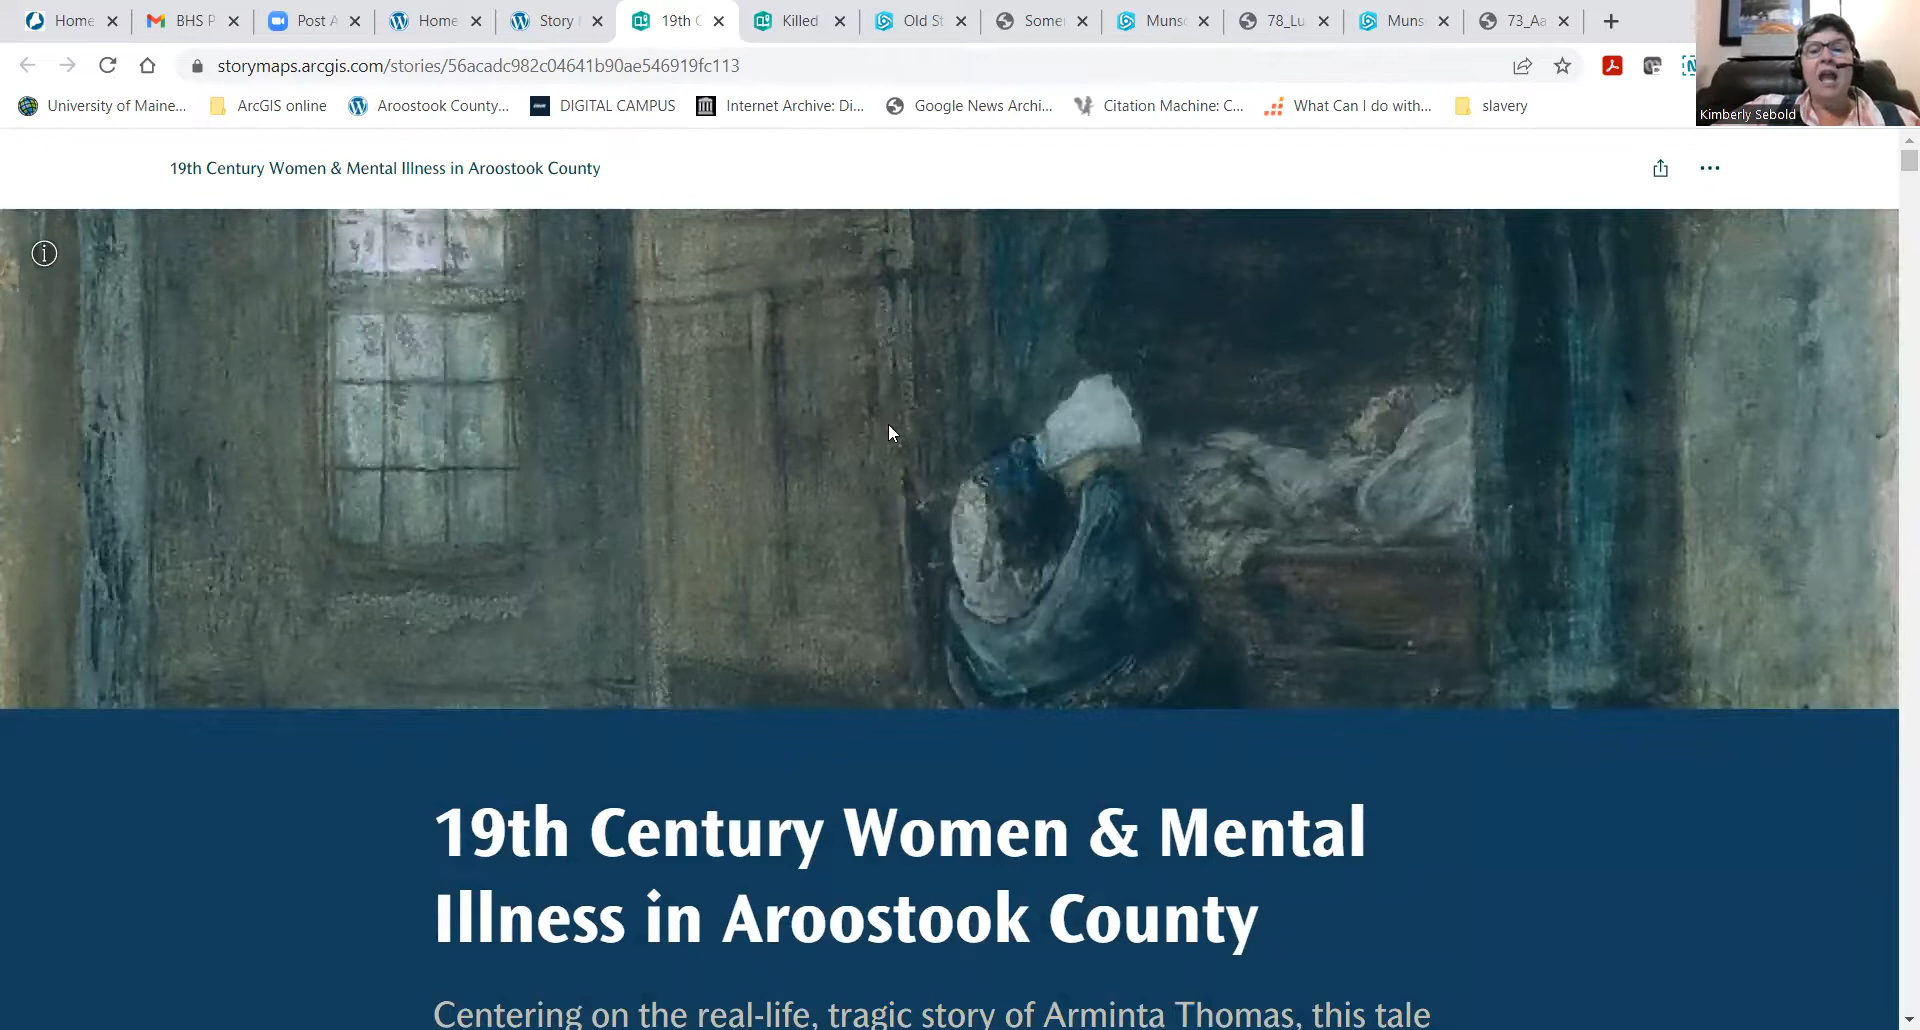 Home
BHS P
Post A
Home
Story
19th C
Killed
Old St
Some
Munso
78_Lu
Muns
73_Aa
storymaps.arcgis.com/stories/56acadc982c04641b90ae546919fc113
University of Maine...
ArcGIS online
Aroostook County...
DIGITAL CAMPUS
Internet Archive: Di...
Google News Archi...
Citation Machine: C...
What Can I do with...
slavery
Kimberly Sebold
19th Century Women & Mental Illness in Aroostook County
19th Century Women & Mental
Illness in Aroostook County
Centering on the real-life, tragic story of Arminta Thomas, this tale